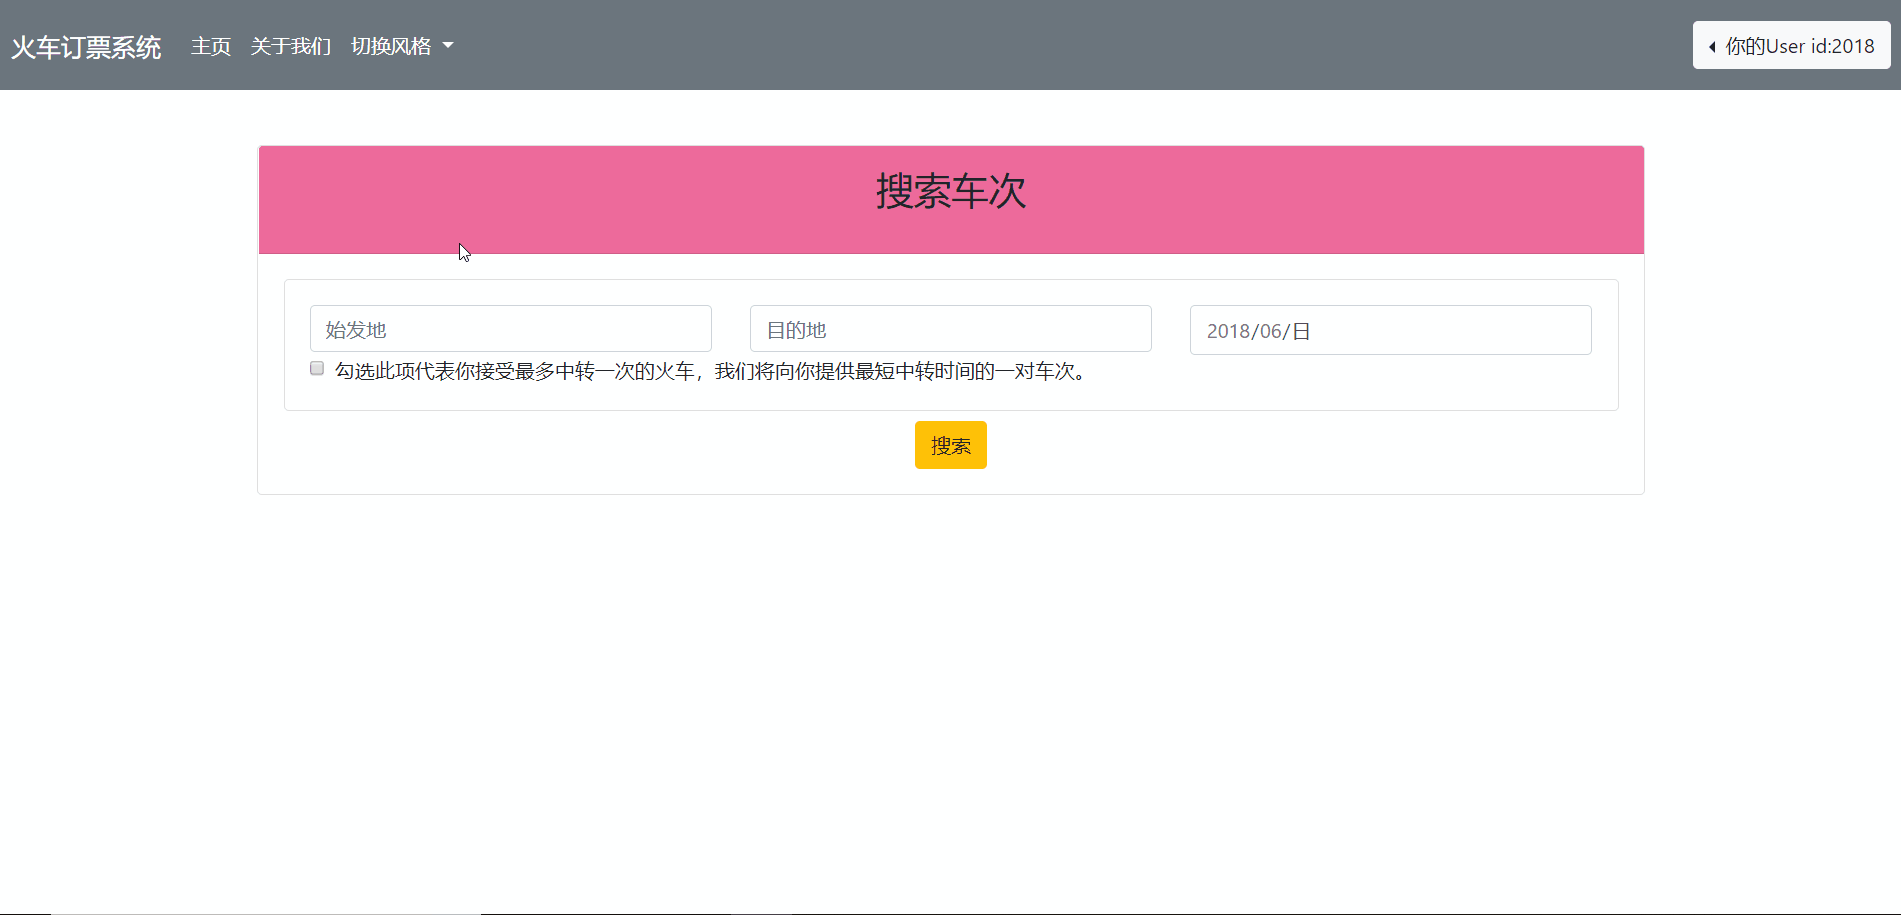 火车订票系统 主页 关于我们 切换风格 你的User id:2018
搜索车次
始发地 目的地 2018/06/日
勾选此项代表你接受最多中转一次的火车，我们将向你提供最短中转时间的一对车次。
搜索